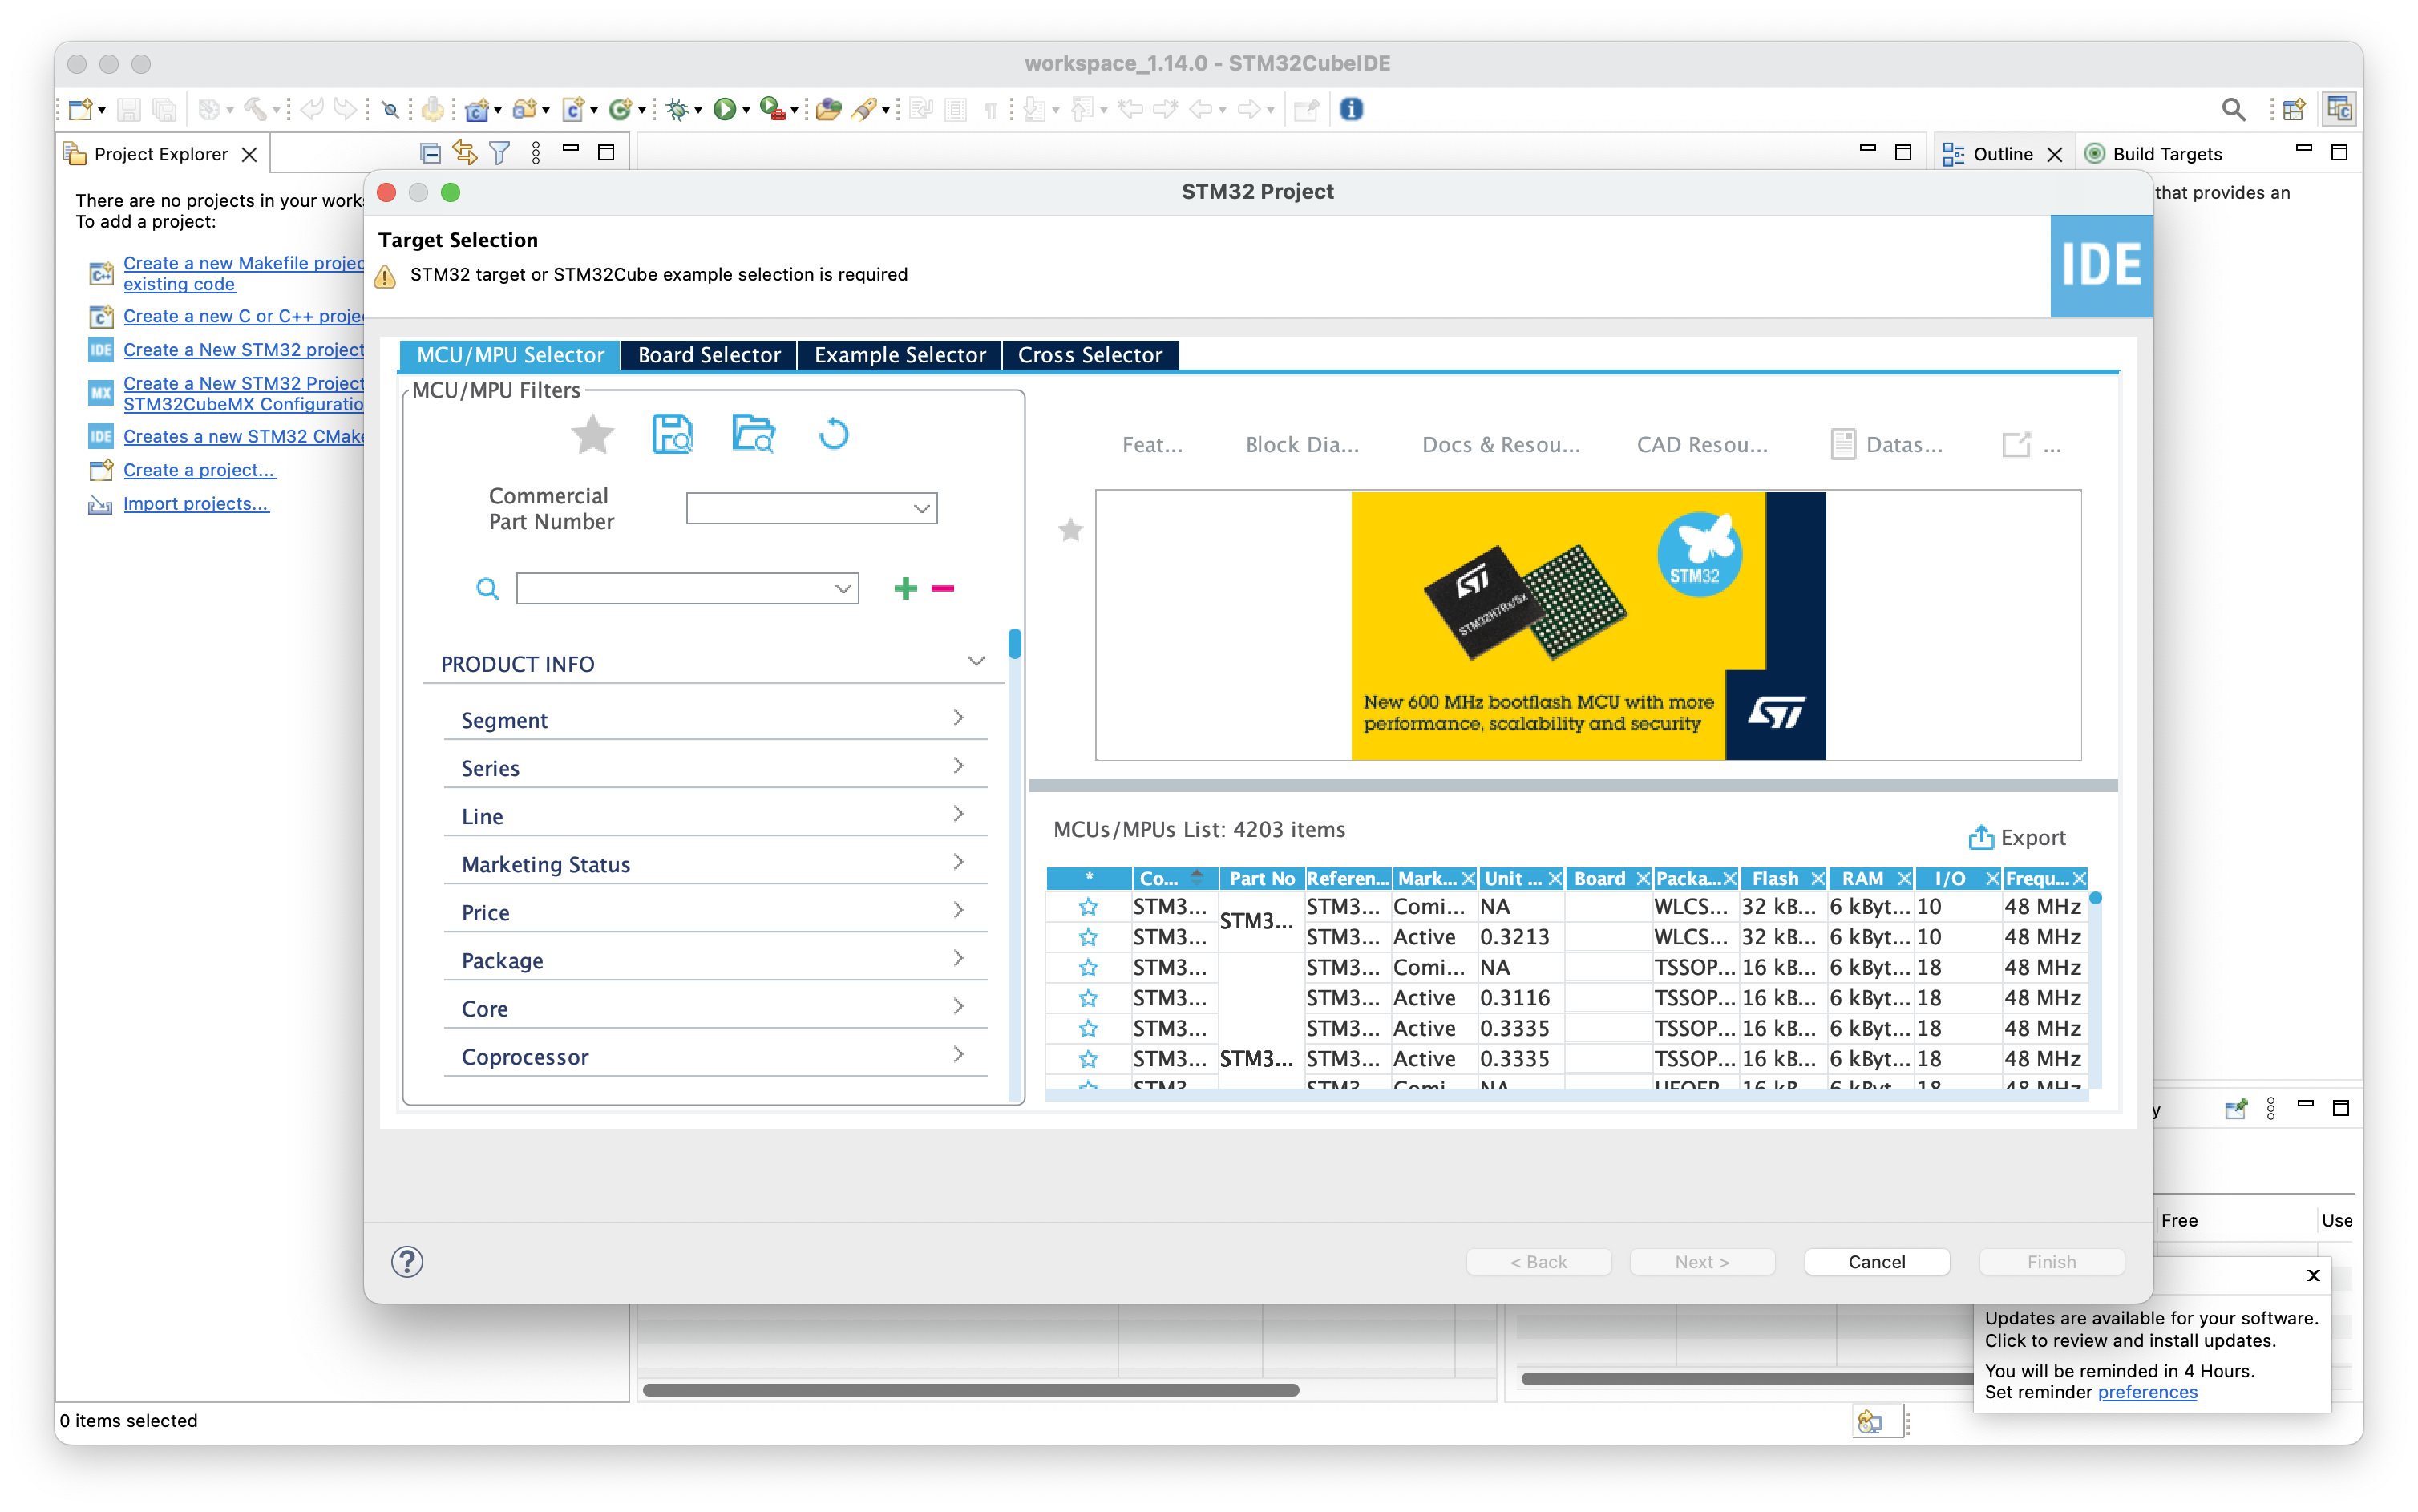 workspace_1.14.0 - STM32CubeIDE
Project Explorer
Outline
Build Targets
There are no projects in your work
To add a project:
Create a new Makefile projec
existing code
Create a new C or C++ proje
Create a New STM32 project
Create a New STM32 Project
STM32CubeMX Configuratio
Creates a new STM32 CMake
Create a project...
Import projects...
that provides an
STM32 Project
Target Selection
STM32 target or STM32Cube example selection is required
IDE
MCU/MPU Selector
Board Selector
Example Selector
Cross Selector
MCU/MPU Filters
Commercial
Part Number
PRODUCT INFO
Segment
Series
Line
Marketing Status
Price
Package
Core
Coprocessor
Feat...
Block Dia...
Docs & Resou...
CAD Resou...
Datas...
...
STM32H7Rx/Sx
STM32
New 600 MHz bootflash MCU with more
performance, scalability and security
ST
MCUs/MPUs List: 4203 items
Export
* Co... Part No Referen... Mark... Unit ... Board Packa... Flash RAM I/O Frequ...
STM3... STM3... STM3... Comi... NA WLCS... 32 kB... 6 kByt... 10 48 MHz
STM3... STM3... Active 0.3213 WLCS... 32 kB... 6 kByt... 10 48 MHz
STM3... STM3... Comi... NA TSSOP... 16 kB... 6 kByt... 18 48 MHz
STM3... STM3... Active 0.3116 TSSOP... 16 kB... 6 kByt... 18 48 MHz
STM3... STM3... Active 0.3335 TSSOP... 16 kB... 6 kByt... 18 48 MHz
STM3... STM3... STM3... Active 0.3335 TSSOP... 16 kB... 6 kByt... 18 48 MHz
< Back
Next >
Cancel
Finish
y
Free
Use
Updates are available for your software.
Click to review and install updates.
You will be reminded in 4 Hours.
Set reminder preferences
0 items selected